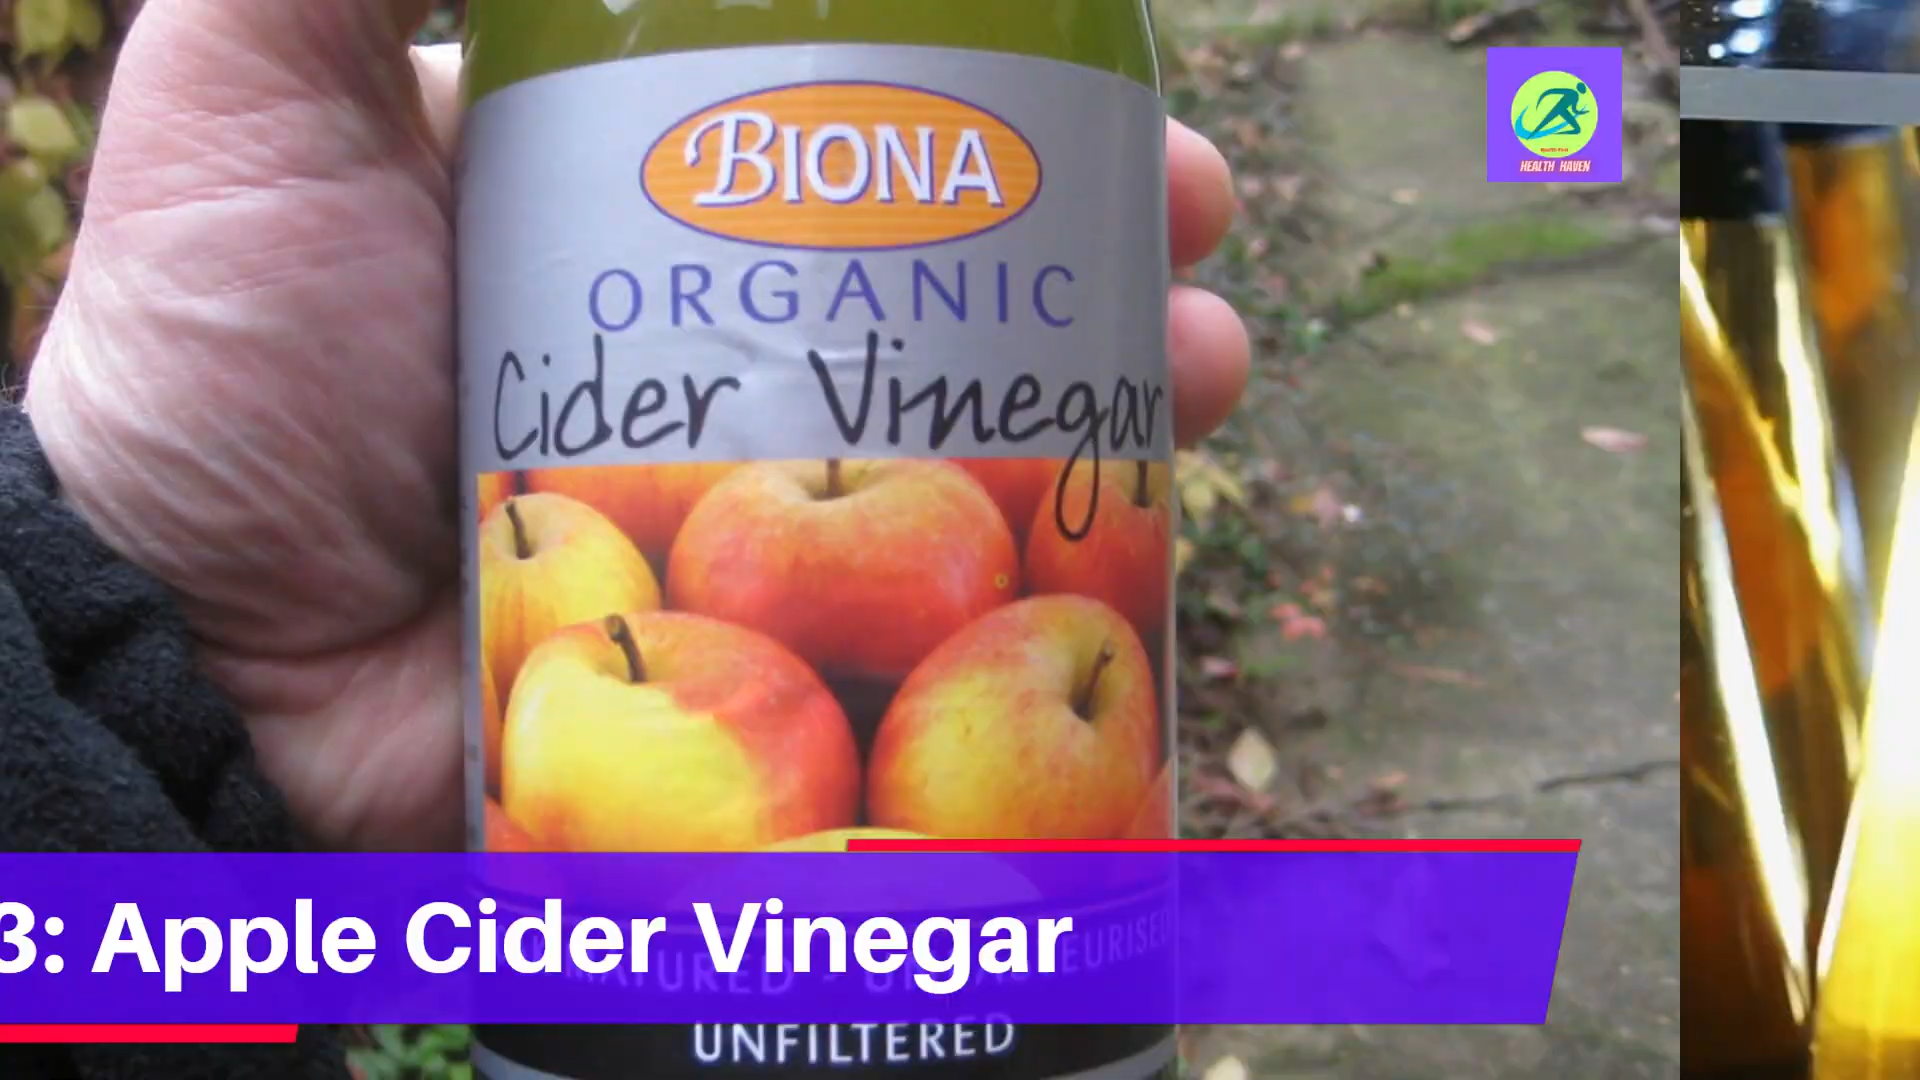 BIONA
ORGANIC
Cider Vinegar
HEALTH HAVEN
3: Apple Cider Vinegar
UNFILTERED